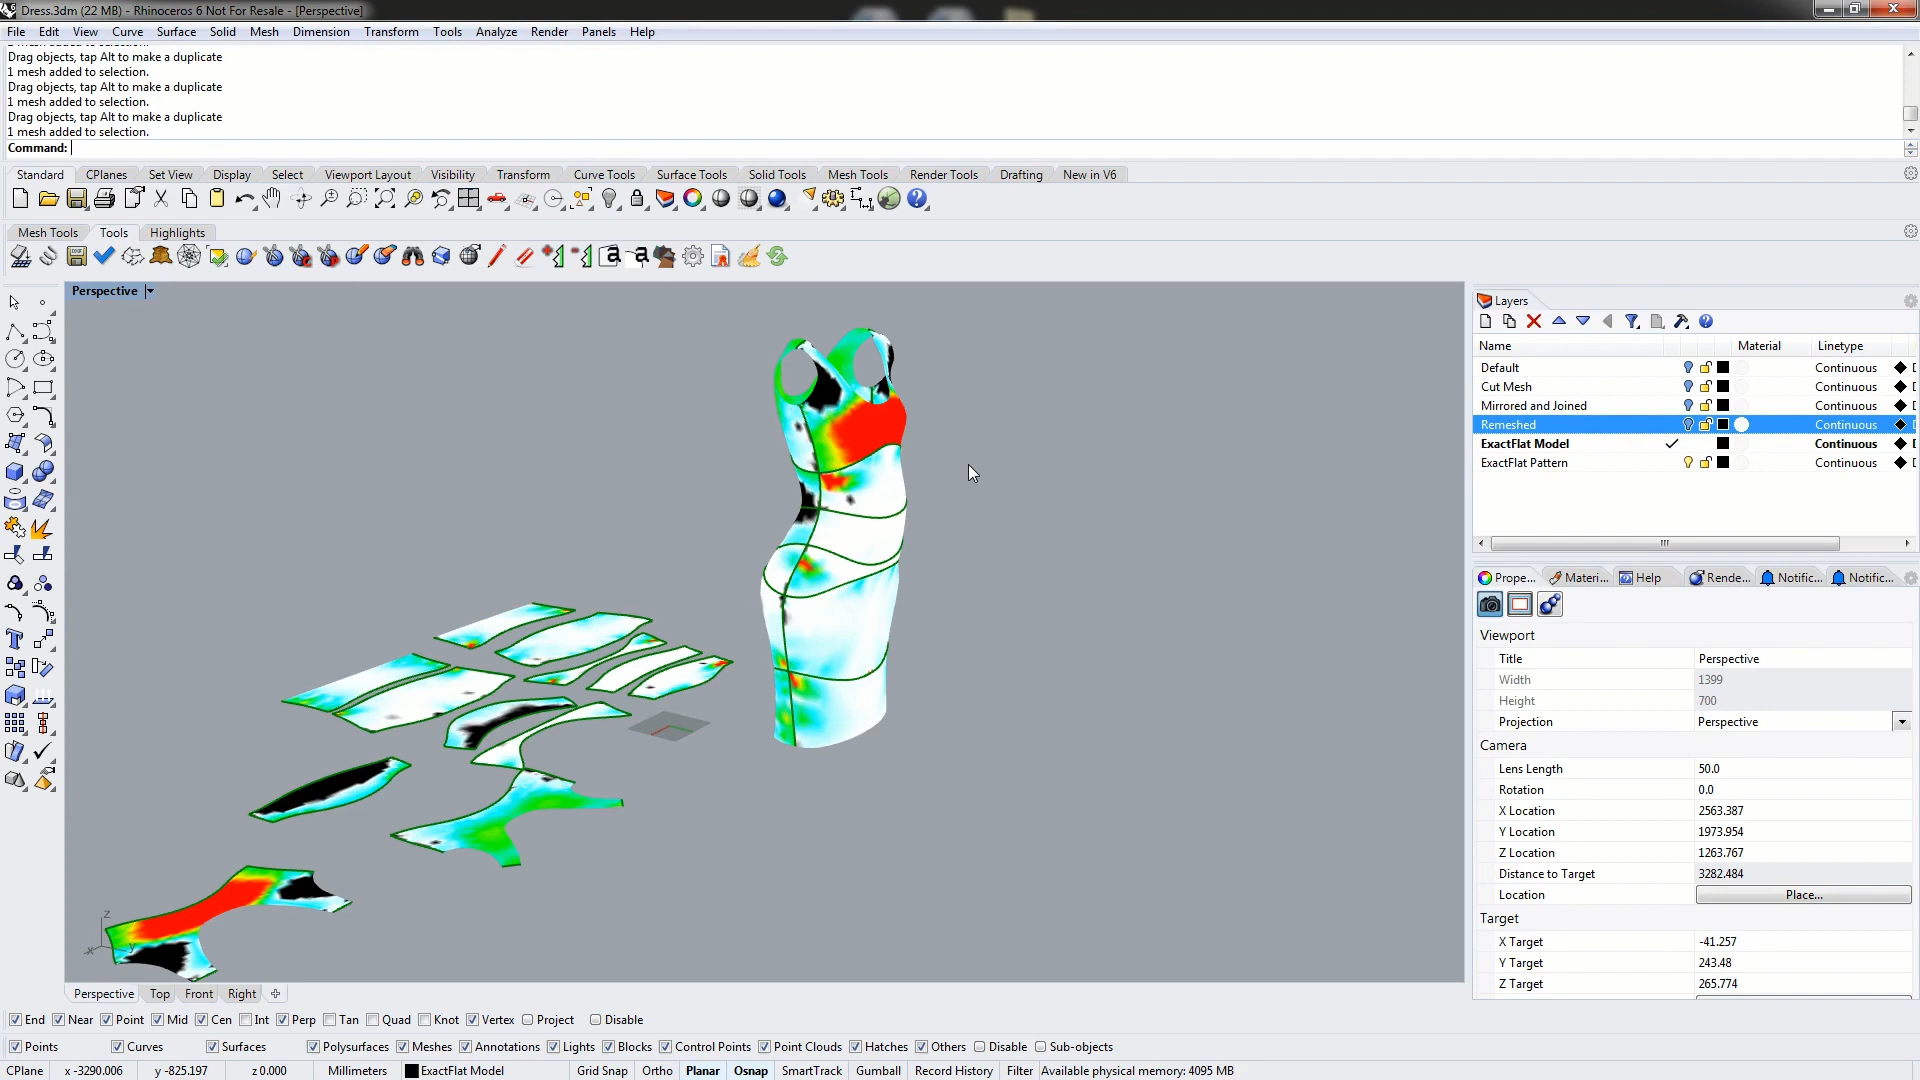 Dress.3dm (22 MB) - Rhinoceros 6 Not For Resale - [Perspective]
File Edit View Curve Surface Solid Mesh Dimension Transform Tools Analyze Render Panels Help
Drag objects, tap Alt to make a duplicate
1 mesh added to selection.
Drag objects, tap Alt to make a duplicate
1 mesh added to selection.
Drag objects, tap Alt to make a duplicate
1 mesh added to selection.
Command:
Standard CPlanes Set View Display Select Viewport Layout Visibility Transform Curve Tools Surface Tools Solid Tools Mesh Tools Render Tools Drafting New in V6
Mesh Tools Tools Highlights
Perspective
Layers
Name Material Linetype
Default Continuous
Cut Mesh Continuous
Mirrored and Joined Continuous
Remeshed Continuous
ExactFlat Model Continuous
ExactFlat Pattern Continuous
Prope... Materi... Help Rende... Notific... Notific...
Viewport
Title Perspective
Width 1399
Height 700
Projection Perspective
Camera
Lens Length 50.0
Rotation 0.0
X Location 2563.387
Y Location 1973.954
Z Location 1263.767
Distance to Target 3282.484
Location Place...
Target
X Target -41.257
Y Target 243.48
Z Target 265.774
z
x y
Perspective Top Front Right
End Near Point Mid Cen Int Perp Tan Quad Knot Vertex Project Disable
Points Curves Surfaces Polysurfaces Meshes Annotations Lights Blocks Control Points Point Clouds Hatches Others Disable Sub-objects
CPlane x -3290.006 y -825.197 z 0.000 Millimeters ExactFlat Model Grid Snap Ortho Planar Osnap SmartTrack Gumball Record History Filter Available physical memory: 4095 MB